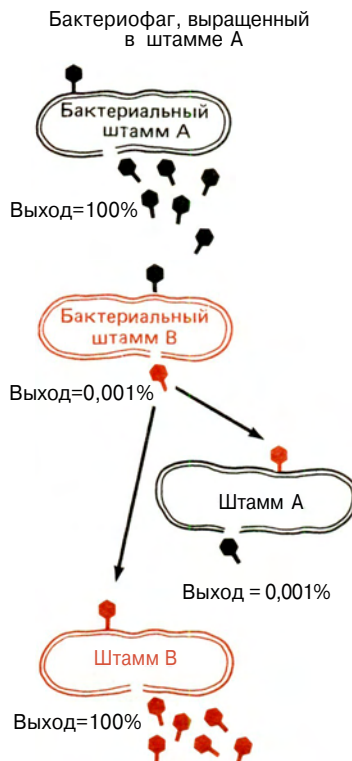 Бактериофаг, выращенный
в штамме А
Бактериальный
штамм А
Выход=100%
Бактериальный
штамм В
Выход=0,001%
Штамм А
Выход = 0,001%
Штамм В
Выход=100%